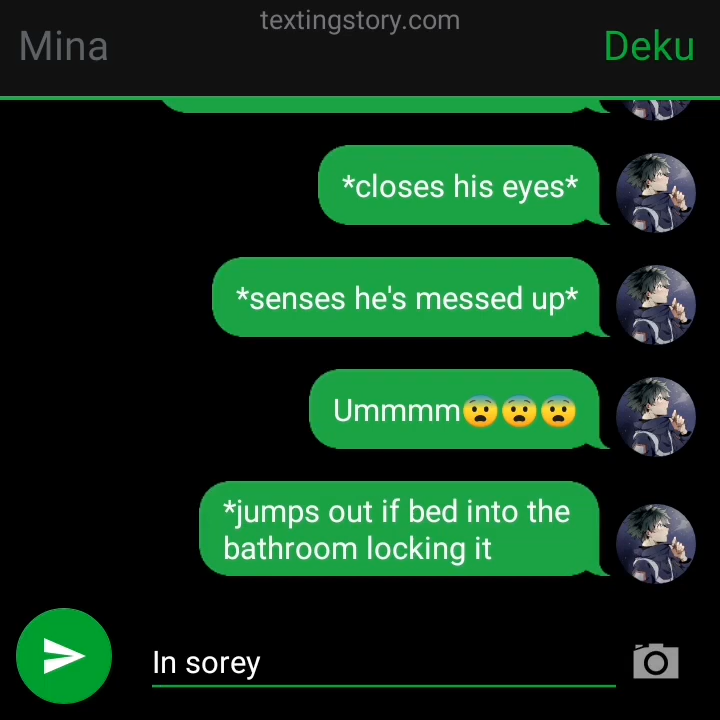 textingstory.com
Mina
Deku
*closes his eyes*
*senses he's messed up*
Ummmm😨😨😨
*jumps out if bed into the
bathroom locking it
In sorey